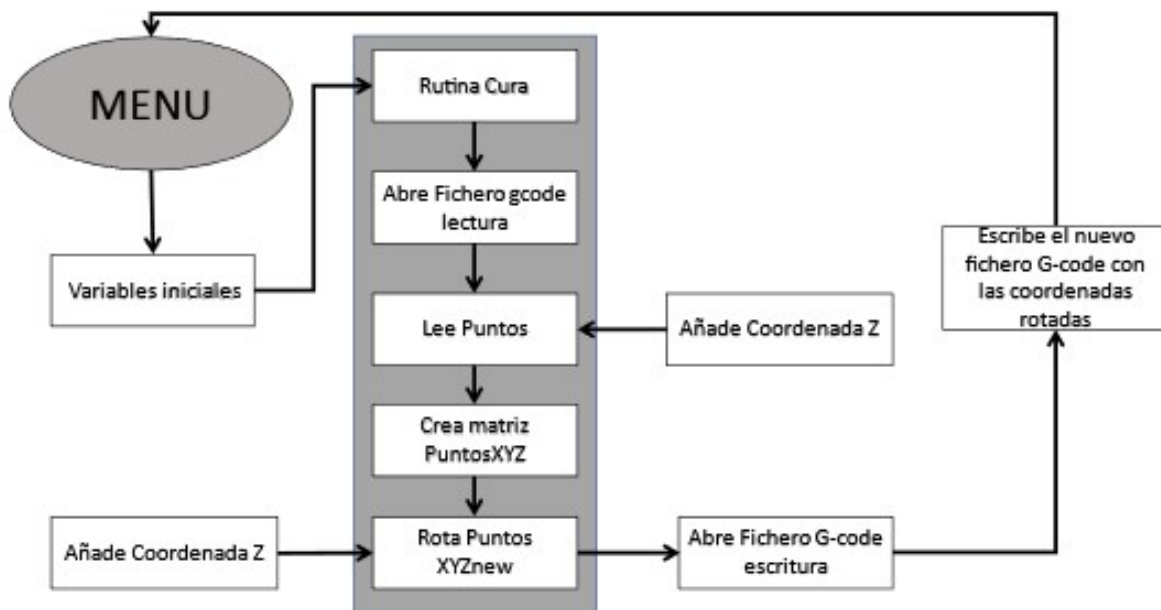 MENU
Rutina Cura
Abre Fichero gcode
lectura
Variables iniciales
Escribe el nuevo
fichero G-code con
las coordenadas
rotadas
Lee Puntos
Añade Coordenada Z
Crea matriz
PuntosXYZ
Añade Coordenada Z
Rota Puntos
XYZnew
Abre Fichero G-code
escritura